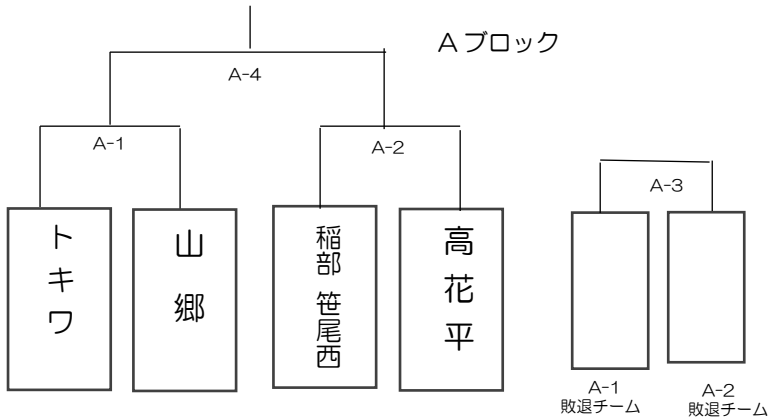 A ブロック
A-4
A-1
A-2
A-3
トキワ
山郷
稲部 笹尾西
高花平
A-1
敗退チーム
A-2
敗退チーム